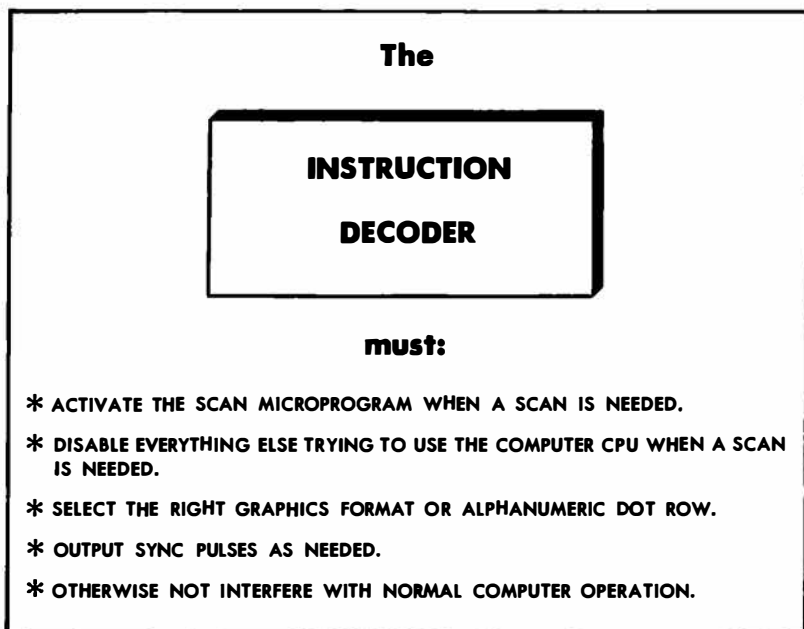 The
INSTRUCTION
DECODER
must:
* ACTIVATE THE SCAN MICROPROGRAM WHEN A SCAN IS NEEDED.
* DISABLE EVERYTHING ELSE TRYING TO USE THE COMPUTER CPU WHEN A SCAN
IS NEEDED.
* SELECT THE RIGHT GRAPHICS FORMAT OR ALPHANUMERIC DOT ROW.
* OUTPUT SYNC PULSES AS NEEDED.
* OTHERWISE NOT INTERFERE WITH NORMAL COMPUTER OPERATION.